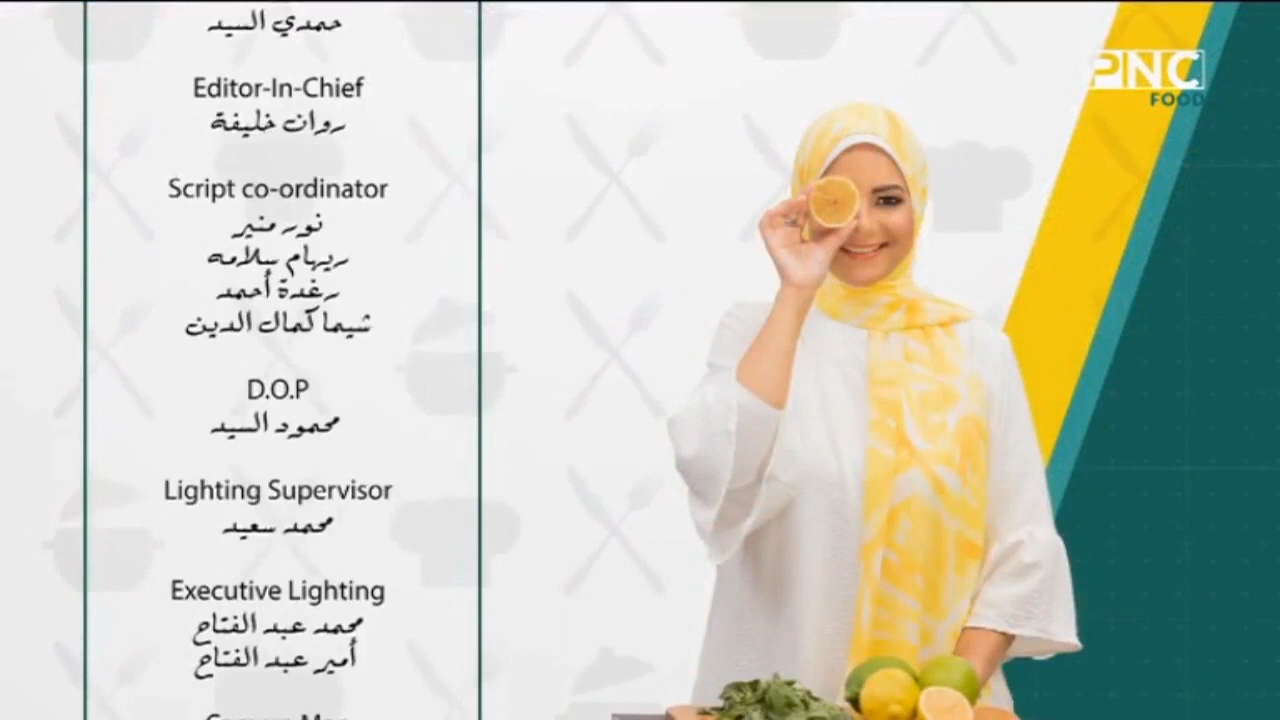 حمدي السيد
Editor-In-Chief
روان خليفة
Script co-ordinator
نور منير
ريهام سلامه
رغدة أحمد
شيما كمال الدين
D.O.P
محمود السيد
Lighting Supervisor
محمد سعيد
Executive Lighting
محمد عبد الفتاح
أمير عبد الفتاح
PNC
FOOD